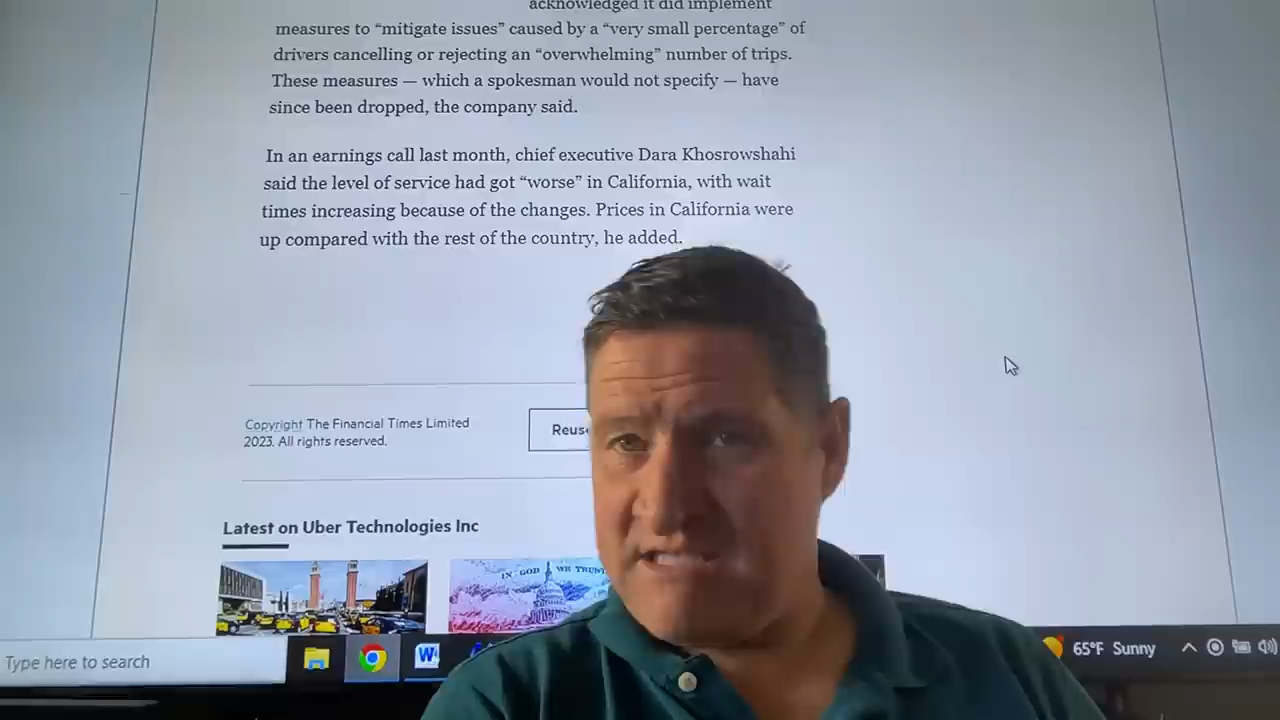 acknowledged it did implement
measures to “mitigate issues” caused by a “very small percentage” of
drivers cancelling or rejecting an “overwhelming” number of trips.
These measures — which a spokesman would not specify — have
since been dropped, the company said.
In an earnings call last month, chief executive Dara Khosrowshahi
said the level of service had got “worse” in California, with wait
times increasing because of the changes. Prices in California were
up compared with the rest of the country, he added.
Copyright The Financial Times Limited
2023. All rights reserved.
Reuse
Latest on Uber Technologies Inc
IN GOD WE TRUST
Type here to search
W
65°F Sunny